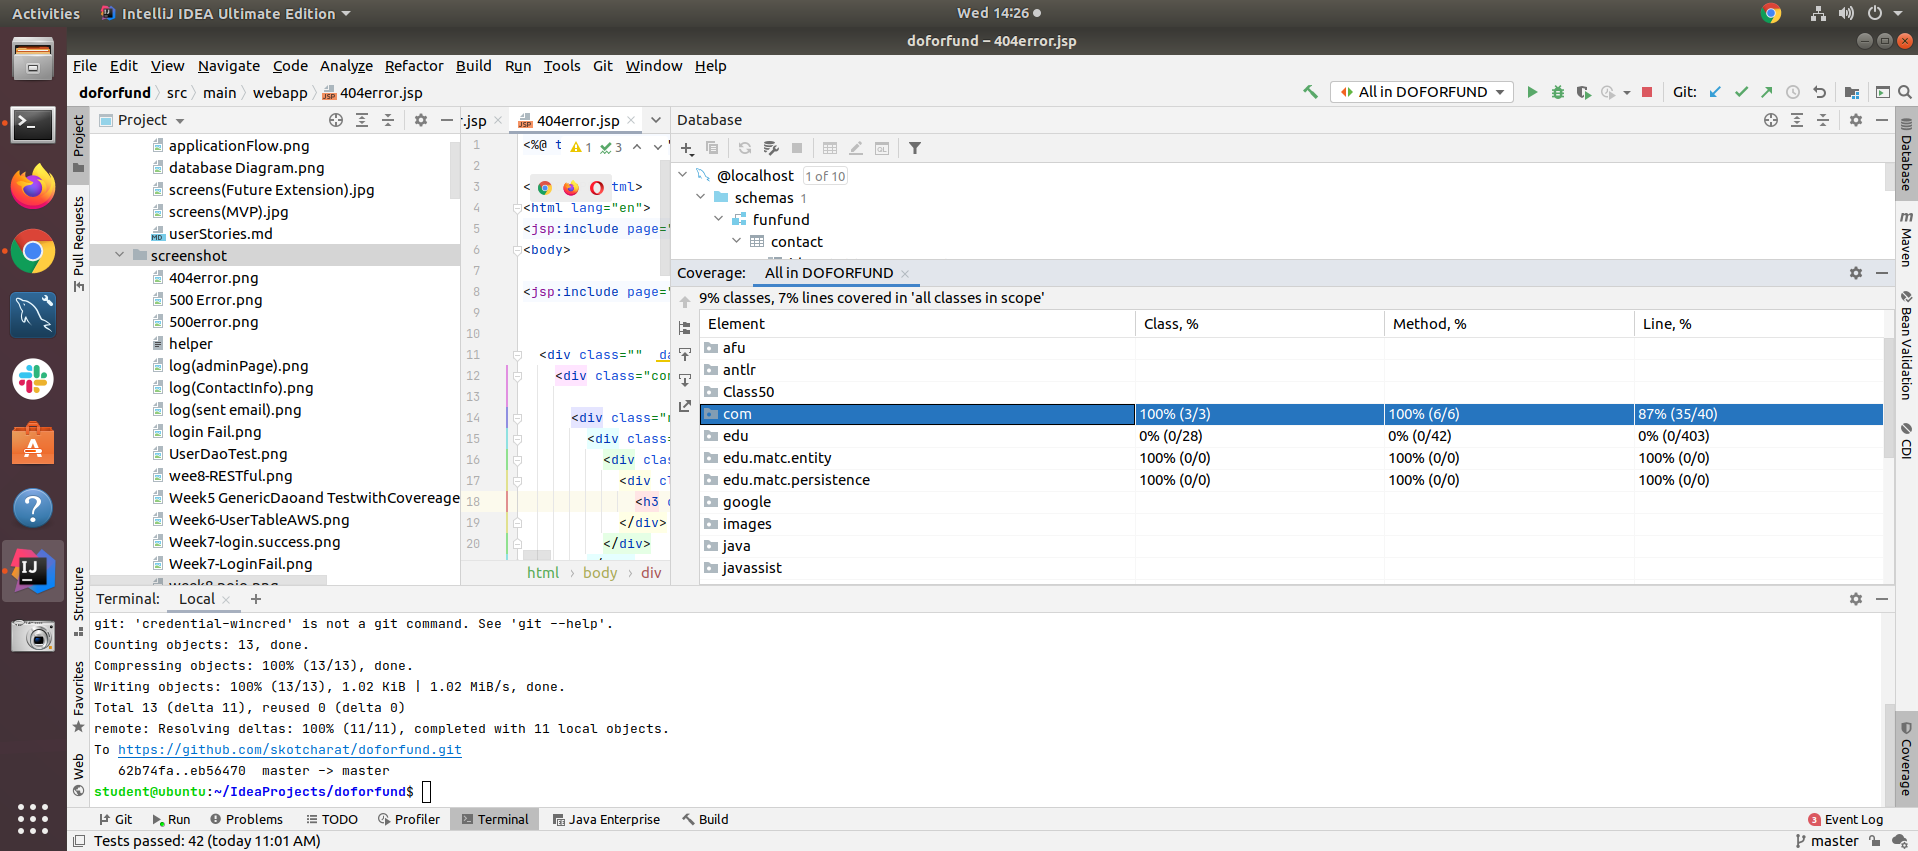 Activities IntelliJ IDEA Ultimate Edition Wed 14:26
doforfund – 404error.jsp
File Edit View Navigate Code Analyze Refactor Build Run Tools Git Window Help
doforfund src main webapp 404error.jsp All in DOFORFUND Git:
Project
applicationFlow.png
database Diagram.png
screens(Future Extension).jpg
screens(MVP).jpg
userStories.md
screenshot
404error.png
500 Error.png
500error.png
helper
log(adminPage).png
log(ContactInfo).png
log(sent email).png
login Fail.png
UserDaoTest.png
wee8-RESTful.png
Week5 GenericDaoand TestwithCovereage
Week6-UserTableAWS.png
Week7-login.success.png
Week7-LoginFail.png
r.jsp 404error.jsp
1 <%@ t 1 3
2
3 < tml>
4 <html lang="en">
5 <jsp:include page="
6 <body>
7
8 <jsp:include page="
9
10
11 <div class="" da
12 <div class="con
13
14 <div class="r
15 <div class=
16 <div clas
17 <div cl
18 <h3 c
19 </div>
20 </div>
html › body › div
Database
@localhost 1 of 10
schemas 1
funfund
contact
Coverage: All in DOFORFUND
9% classes, 7% lines covered in 'all classes in scope'
Element Class, % Method, % Line, %
afu
antlr
Class50
com 100% (3/3) 100% (6/6) 87% (35/40)
edu 0% (0/28) 0% (0/42) 0% (0/403)
edu.matc.entity 100% (0/0) 100% (0/0) 100% (0/0)
edu.matc.persistence 100% (0/0) 100% (0/0) 100% (0/0)
google
images
java
javassist
Project
Pull Requests
Structure
Favorites
Web
Database
Maven
Bean Validation
CDI
Coverage
Terminal: Local +
git: 'credential-wincred' is not a git command. See 'git --help'.
Counting objects: 13, done.
Compressing objects: 100% (13/13), done.
Writing objects: 100% (13/13), 1.02 KiB | 1.02 MiB/s, done.
Total 13 (delta 11), reused 0 (delta 0)
remote: Resolving deltas: 100% (11/11), completed with 11 local objects.
To https://github.com/skotcharat/doforfund.git
62b74fa..eb56470 master -> master
student@ubuntu:~/IdeaProjects/doforfund$
Git Run Problems TODO Profiler Terminal Java Enterprise Build 3 Event Log
Tests passed: 42 (today 11:01 AM) master